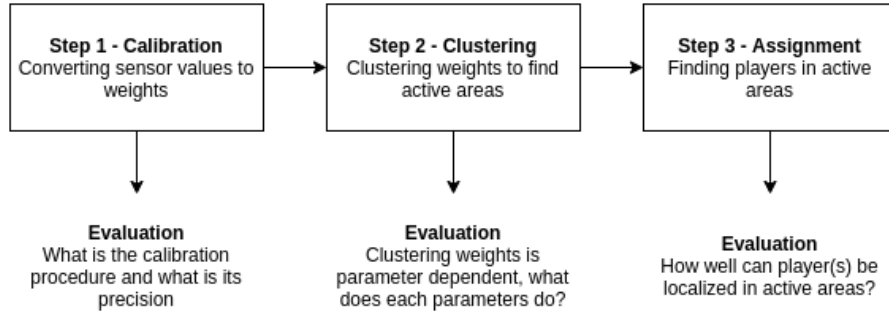 Step 1 - Calibration
Converting sensor values to
weights
Step 2 - Clustering
Clustering weights to find
active areas
Step 3 - Assignment
Finding players in active
areas
Evaluation
What is the calibration
procedure and what is its
precision
Evaluation
Clustering weights is
parameter dependent, what
does each parameters do?
Evaluation
How well can player(s) be
localized in active areas?